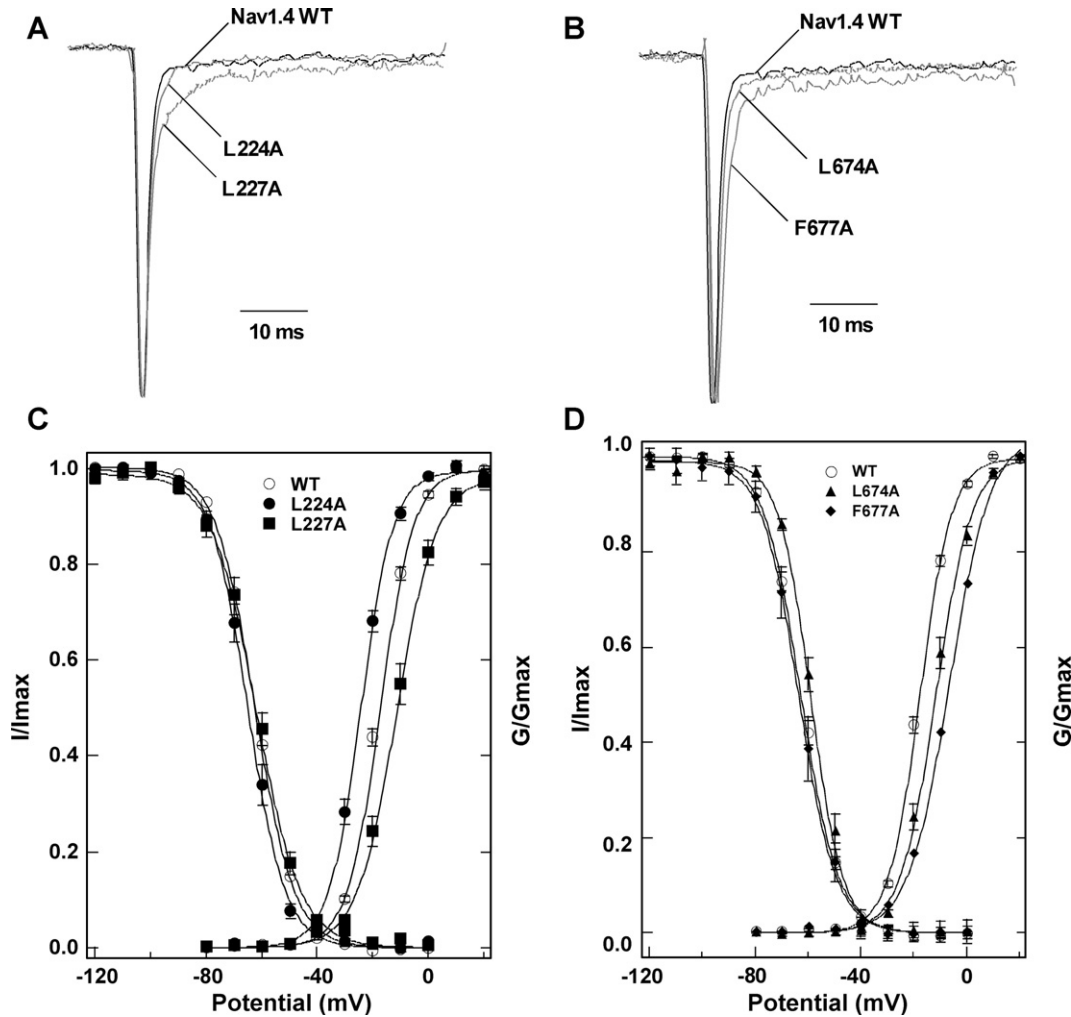 A
Nav1.4 WT
L224A
L227A
10 ms
B
Nav1.4 WT
L674A
F677A
10 ms
C
1.0
0.8
0.6
0.4
0.2
0.0
I/Imax
G/Gmax
WT
L224A
L227A
-120
-80
-40
0
Potential (mV)
D
1.0
0.8
0.6
0.4
0.2
0.0
I/Imax
G/Gmax
WT
L674A
F677A
-120
-80
-40
0
Potential (mV)